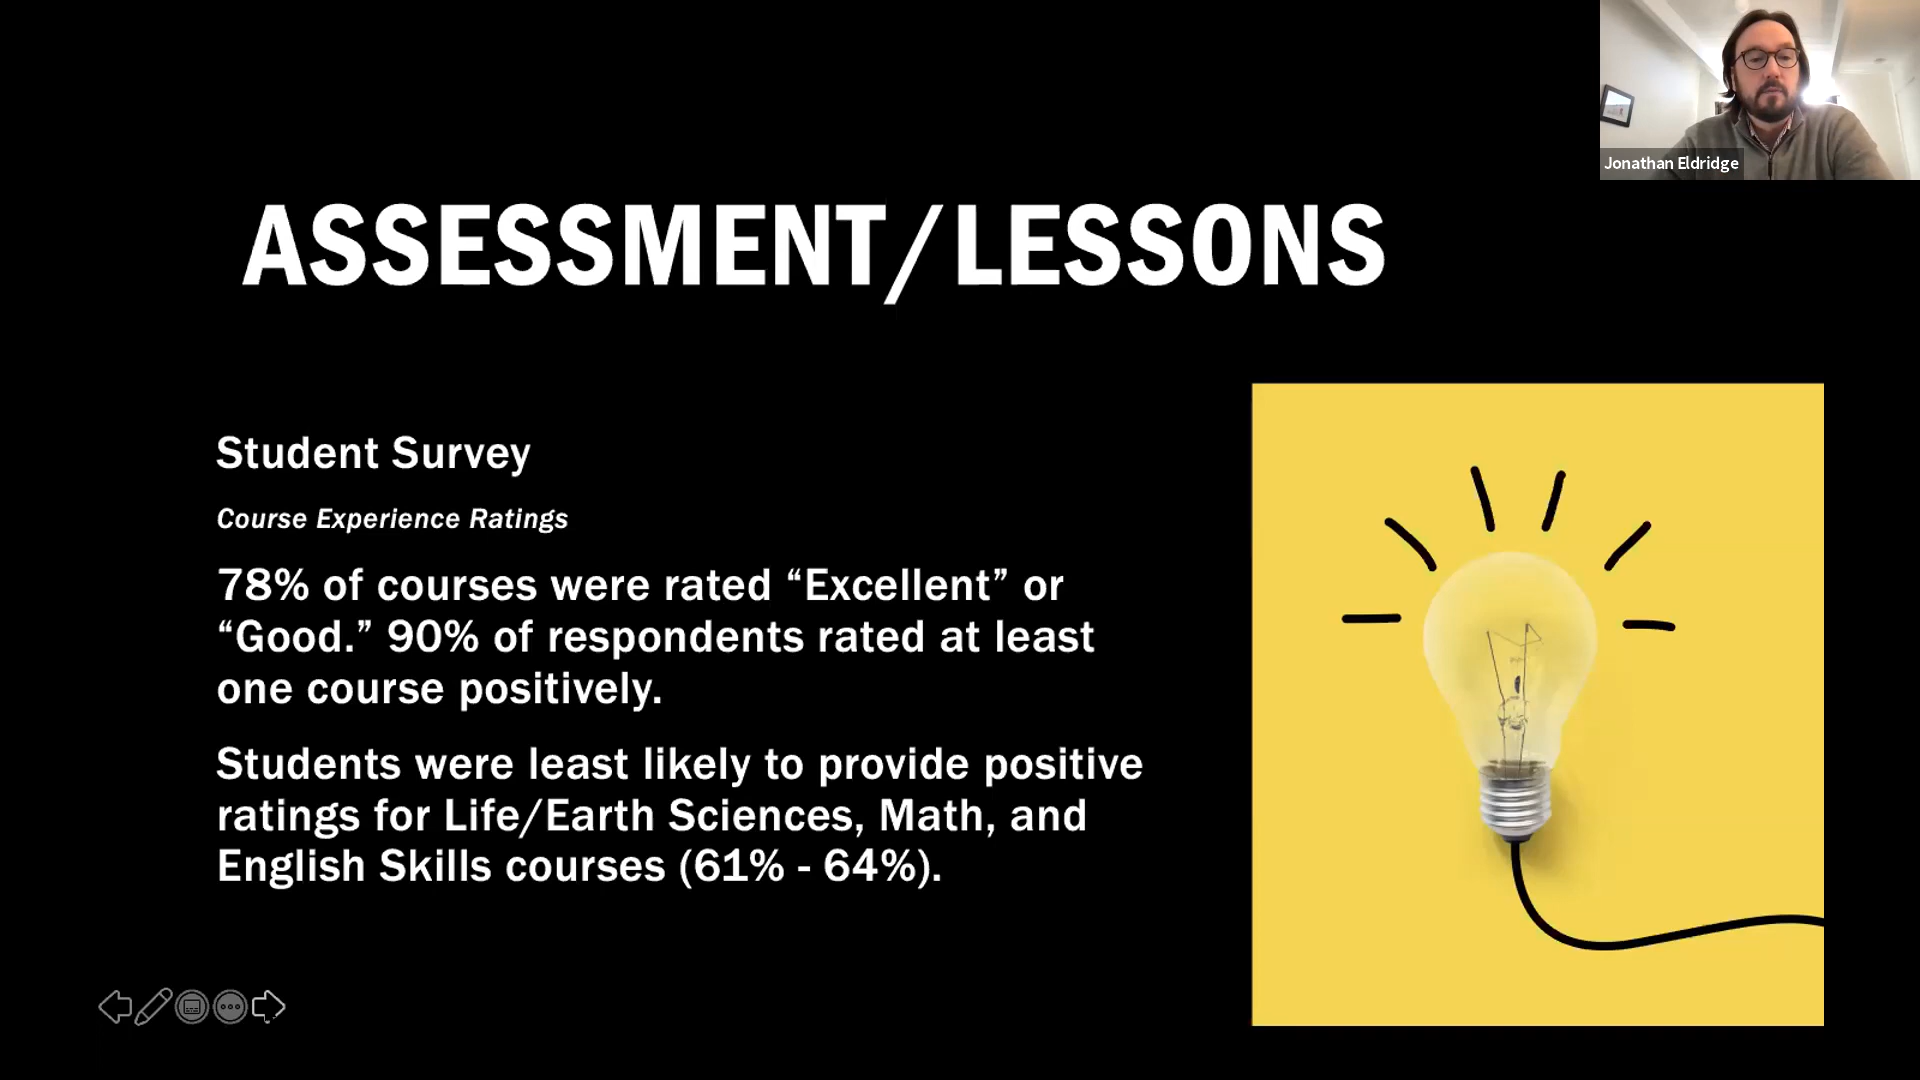 Jonathan Eldridge
ASSESSMENT/LESSONS
Student Survey
Course Experience Ratings
78% of courses were rated “Excellent” or
“Good.” 90% of respondents rated at least
one course positively.
Students were least likely to provide positive
ratings for Life/Earth Sciences, Math, and
English Skills courses (61% - 64%).